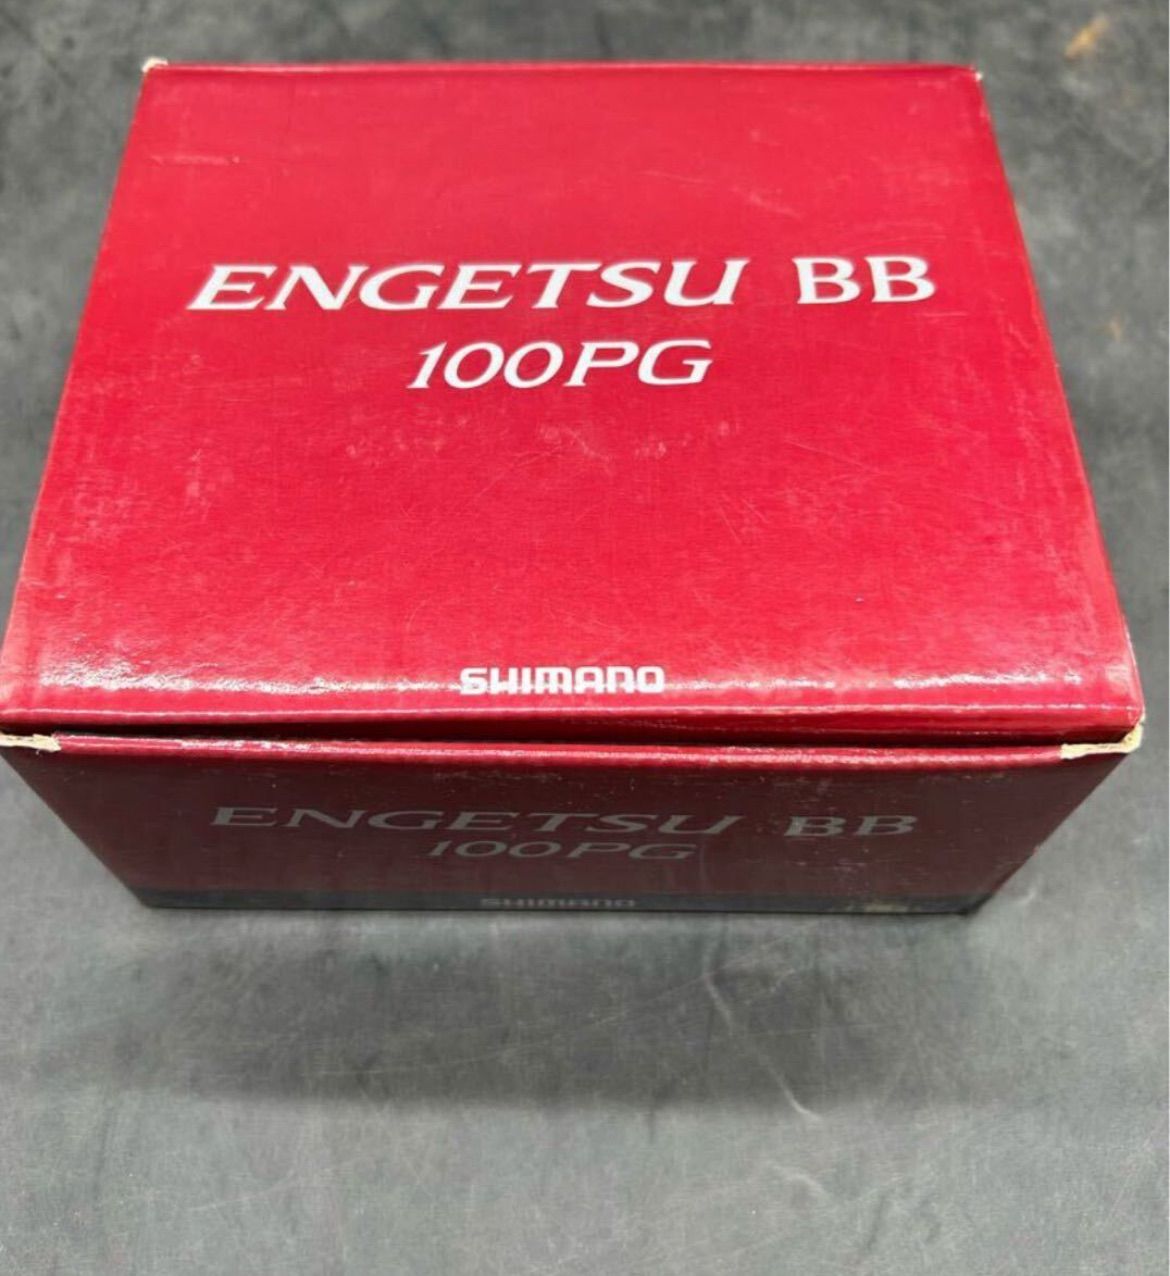 ENGETSU BB
100PG
SHIMANO
ENGETSU BB
100PG
SHIMANO